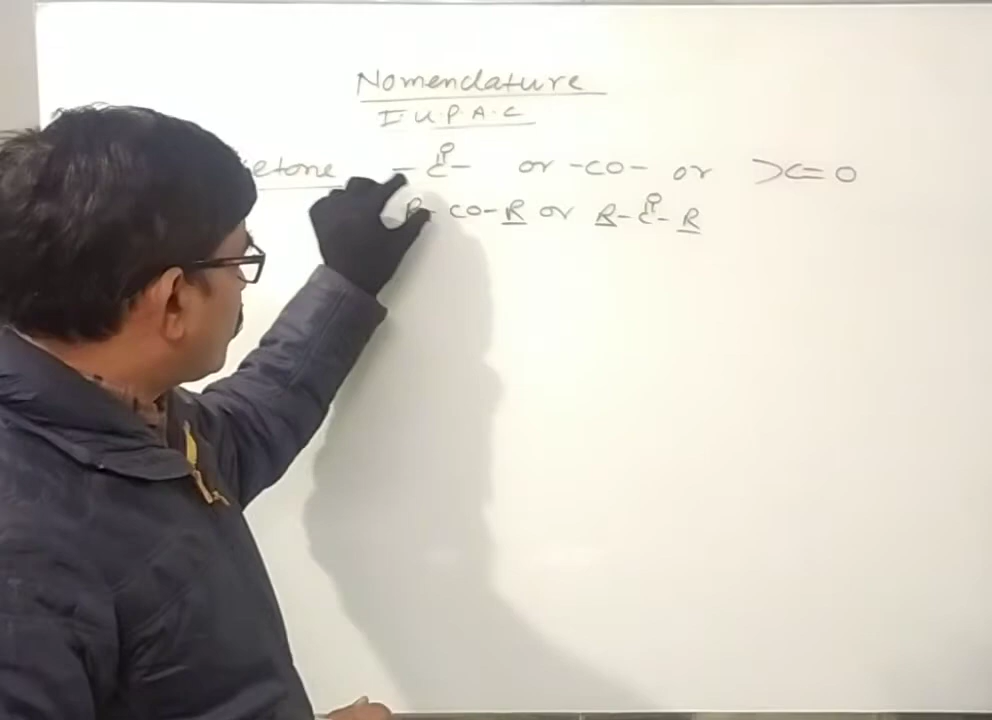 Nomenclature
I.U.P.A.C
etone -C- or -CO- or >C=O
O
R- CO-R or R-C-R
O